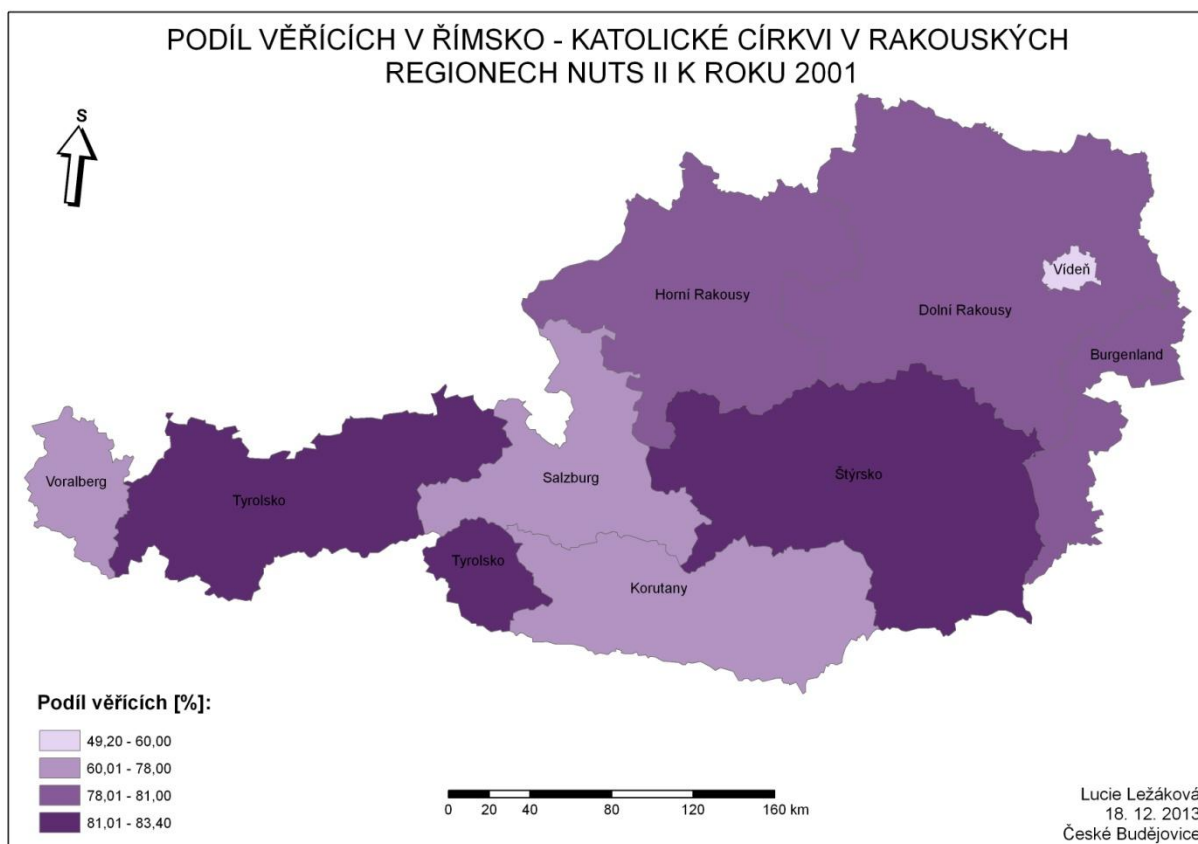 PODÍL VĚŘÍCÍCH V ŘÍMSKO - KATOLICKÉ CÍRKVI V RAKOUSKÝCH
REGIONECH NUTS II K ROKU 2001
S
Vídeň
Horní Rakousy
Dolní Rakousy
Burgenland
Voralberg
Tyrolsko
Salzburg
Štýrsko
Tyrolsko
Korutany
Podíl věřících [%]:
49,20 - 60,00
60,01 - 78,00
78,01 - 81,00
81,01 - 83,40
0 20 40 80 120 160 km
Lucie Ležáková
18. 12. 2013
České Budějovice